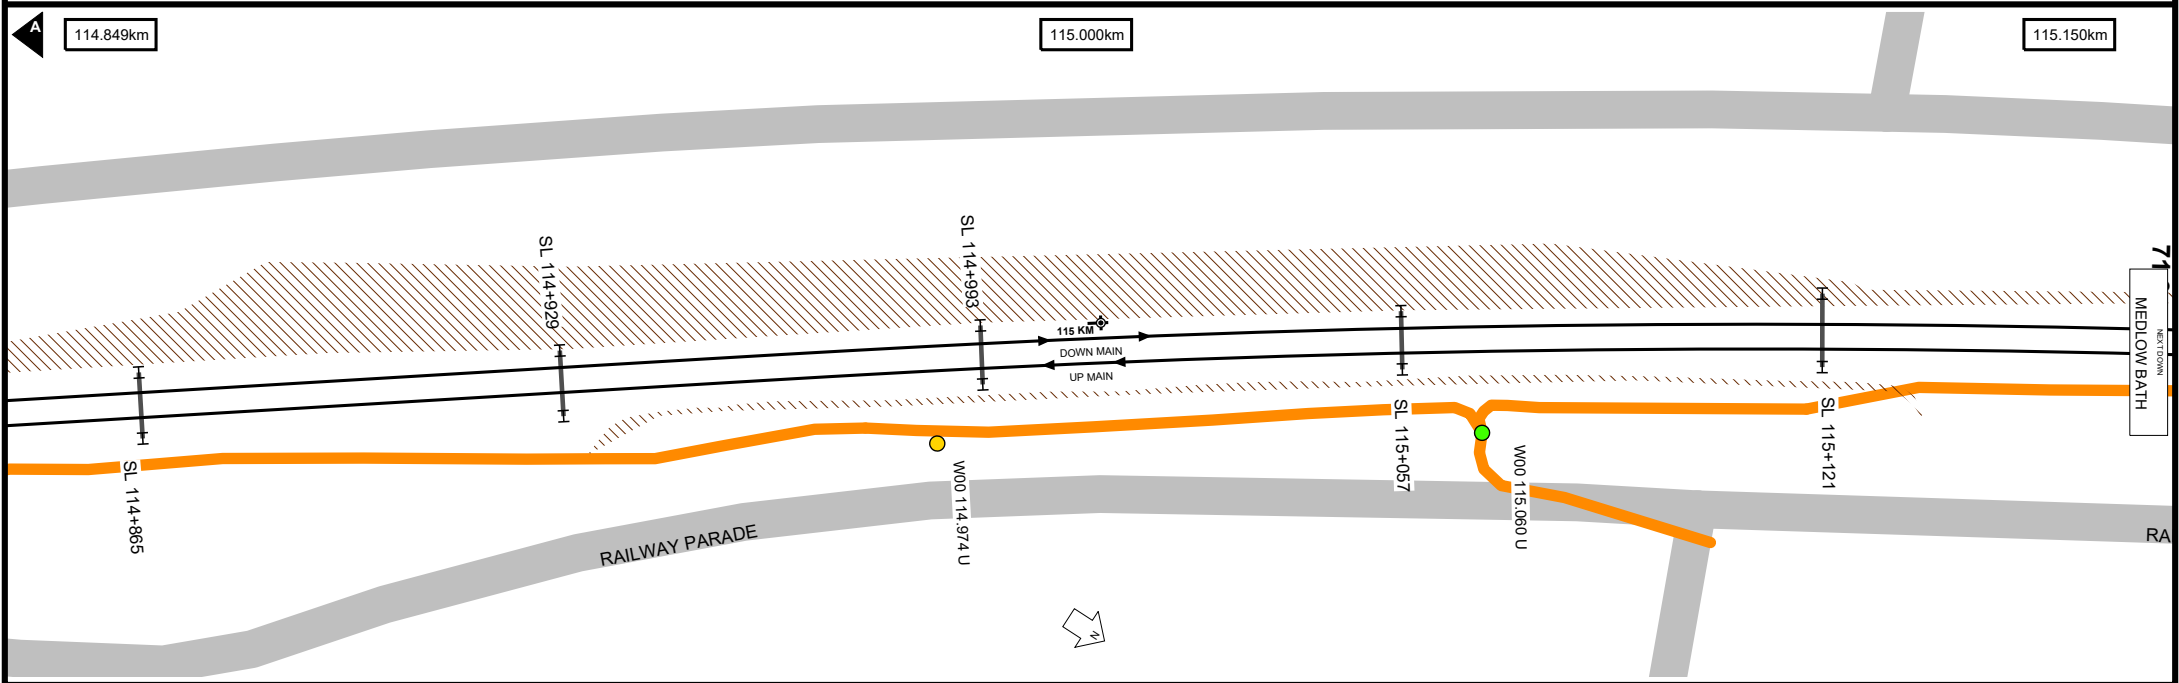 A
114.849km
115.000km
115.150km
SL 114+865
SL 114+929
SL 114+993
115 KM
DOWN MAIN
UP MAIN
SL 115+057
SL 115+121
W00 114.974 U
W00 115.060 U
RAILWAY PARADE
RA
71
MEDLOW BATH
NEXT DOWN
N